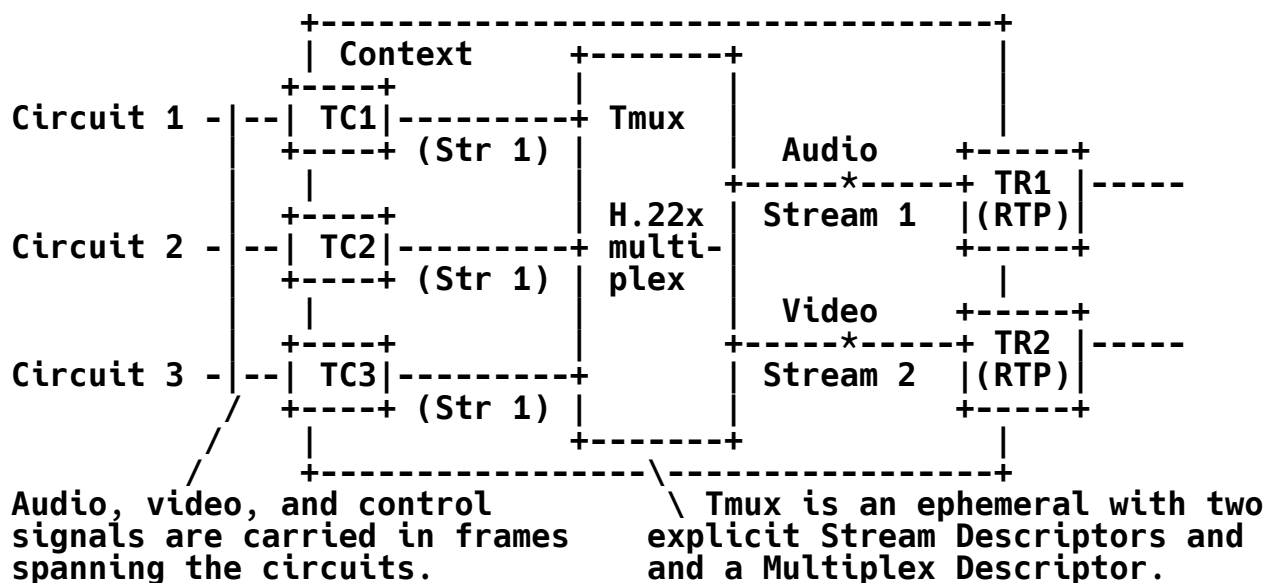 Context
Circuit 1 TC1 Tmux
(Str 1) Audio
TR1
H.22x Stream 1 (RTP)
Circuit 2 TC2 multi-
(Str 1) plex
Video
TR2
Circuit 3 TC3 Stream 2 (RTP)
(Str 1)
Audio, video, and control \ Tmux is an ephemeral with two
signals are carried in frames explicit Stream Descriptors and
spanning the circuits. and a Multiplex Descriptor.